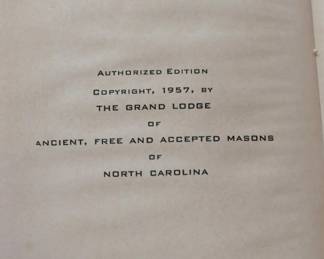 Authorized Edition
Copyright, 1957, by
THE GRAND LODGE
OF
ANCIENT, FREE AND ACCEPTED MASONS
OF
NORTH CAROLINA